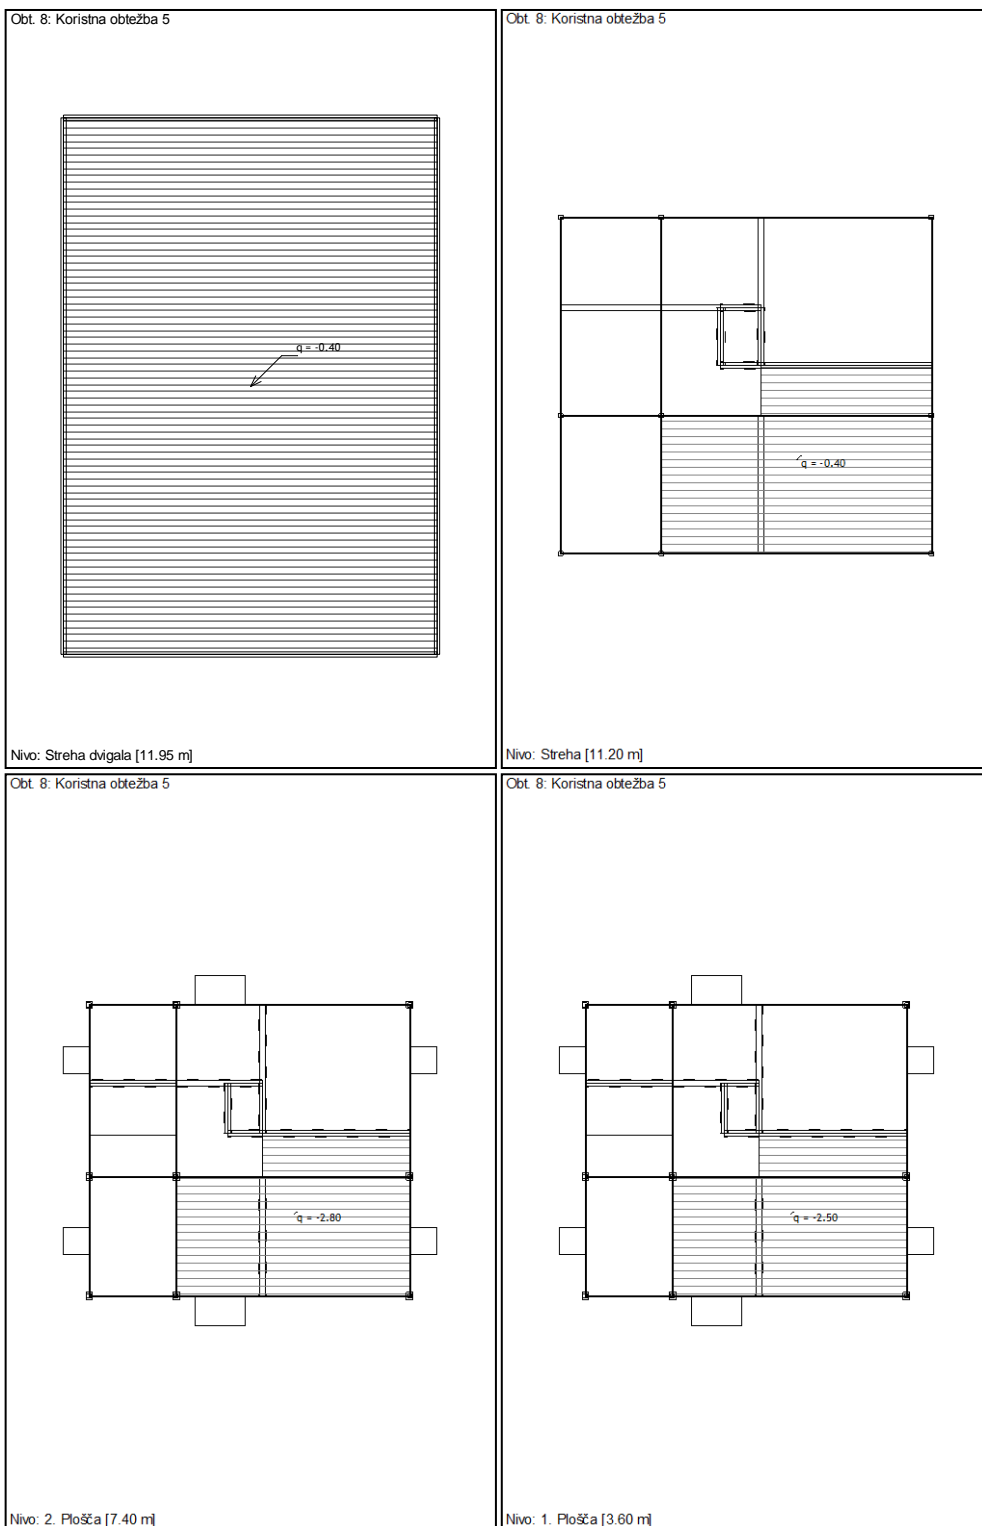 Obt. 8: Koristna obtežba 5
q = -0.40
Nivo: Streha dvigala [11.95 m]
Obt. 8: Koristna obtežba 5
q = -0.40
Nivo: Streha [11.20 m]
Obt. 8: Koristna obtežba 5
q = -2.80
Nivo: 2. Plošča [7.40 m]
Obt. 8: Koristna obtežba 5
q = -2.50
Nivo: 1. Plošča [3.60 m]